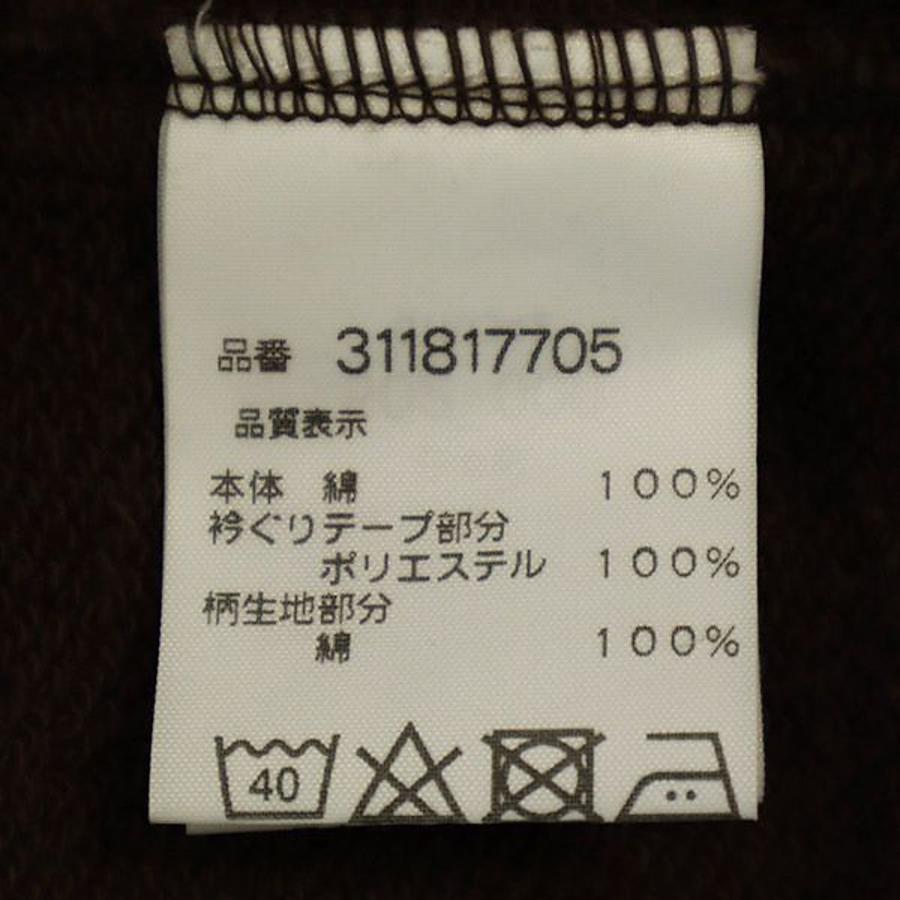 品番 311817705
品質表示
本体 綿 100%
衿ぐりテープ部分
ポリエステル 100%
柄生地部分
綿 100%
40